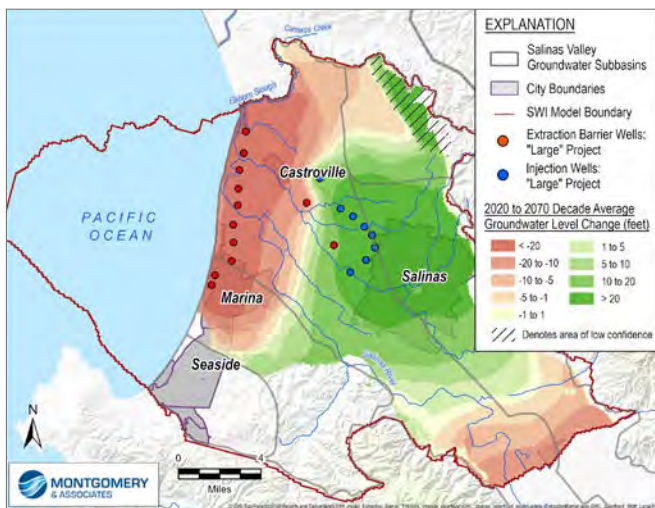 EXPLANATION
Salinas Valley
Groundwater Subbasins
City Boundaries
SWI Model Boundary
Extraction Barrier Wells:
"Large" Project
Injection Wells:
"Large" Project
2020 to 2070 Decade Average
Groundwater Level Change (feet)
< -20
-20 to -10
-10 to -5
-5 to -1
-1 to 1
1 to 5
5 to 10
10 to 20
> 20
Denotes area of low confidence
Elkhorn Slough
Castroville
PACIFIC
OCEAN
Salinas
Marina
Seaside
Salinas River
N
0
4
Miles
MONTGOMERY
& ASSOCIATES